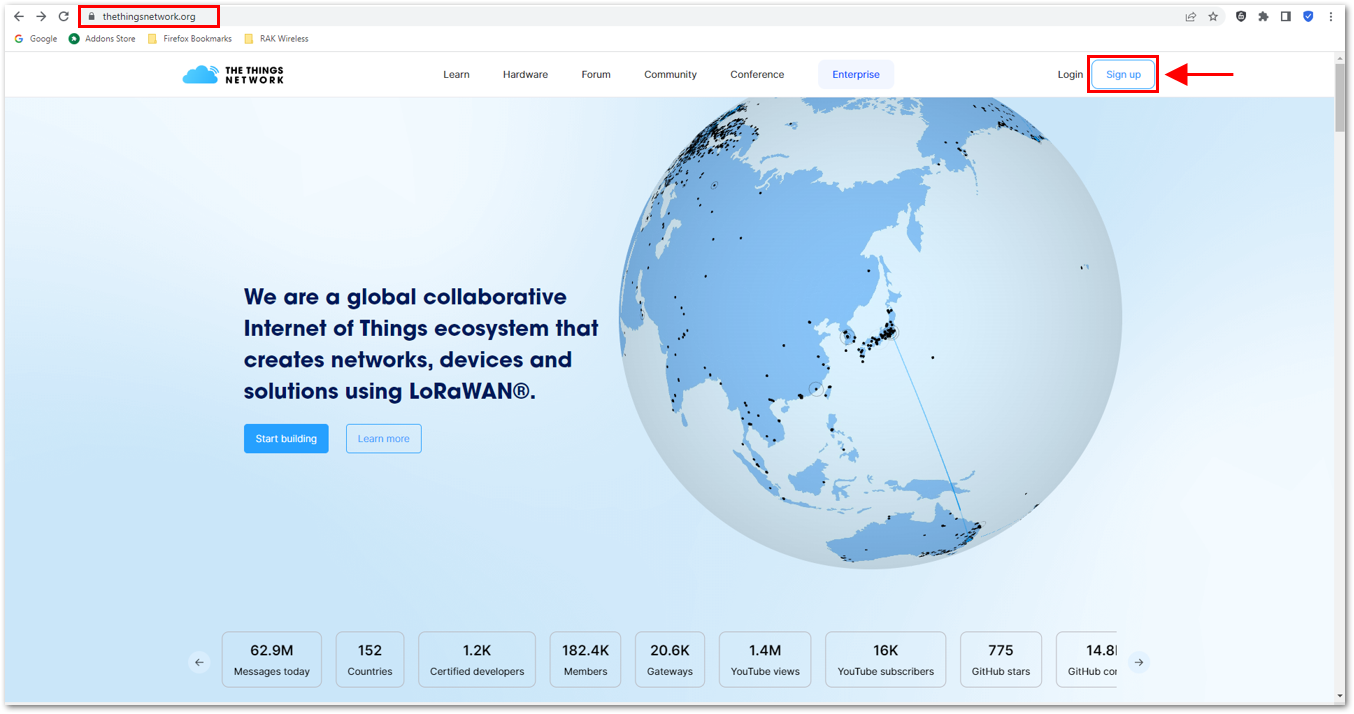 thethingsnetwork.org
Google Addons Store Firefox Bookmarks RAK Wireless
THE THINGS
NETWORK
Learn Hardware Forum Community Conference Enterprise Login Sign up
We are a global collaborative
Internet of Things ecosystem that
creates networks, devices and
solutions using LoRaWAN®.
Start building Learn more
62.9M 152 1.2K 182.4K 20.6K 1.4M 16K 775 14.8
Messages today Countries Certified developers Members Gateways YouTube views YouTube subscribers GitHub stars GitHub